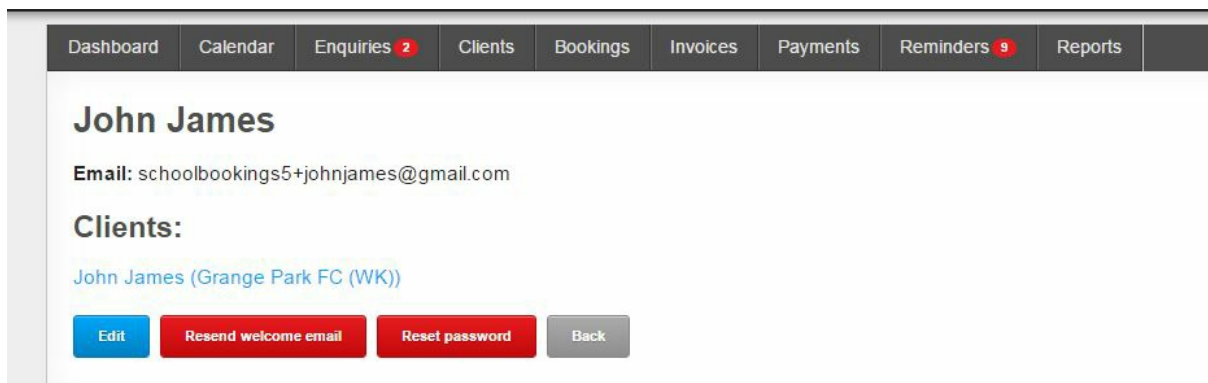 Dashboard Calendar Enquiries 2 Clients Bookings Invoices Payments Reminders 9 Reports
John James
Email: schoolbookings5+johnjames@gmail.com
Clients:
John James (Grange Park FC (WK))
Edit Resend welcome email Reset password Back